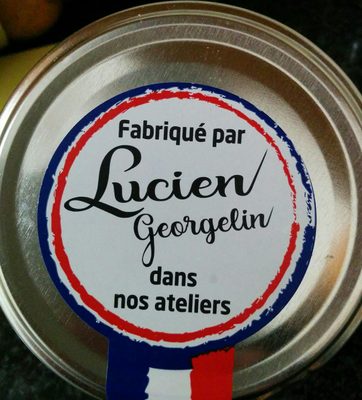 Fabriqué par
Lucien
Georgelin
dans
nos ateliers